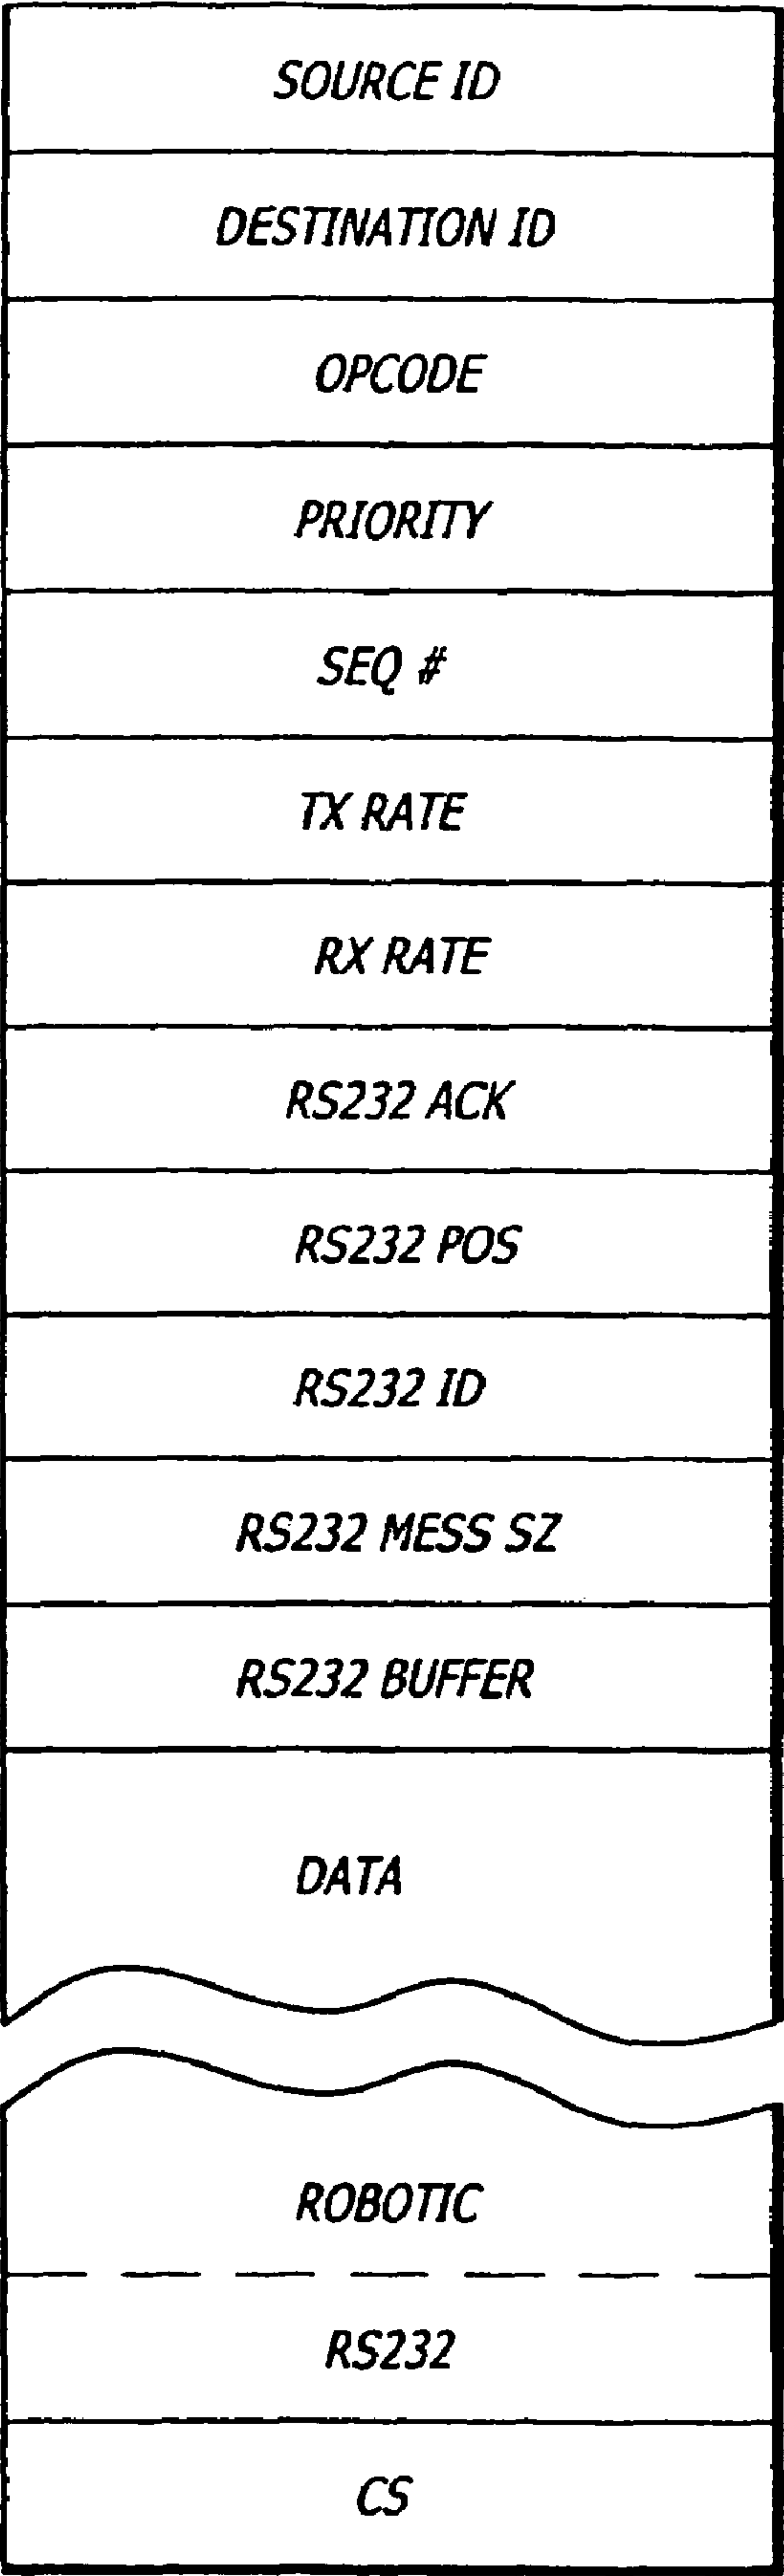 SOURCE ID
DESTINATION ID
OPCODE
PRIORITY
SEQ #
TX RATE
RX RATE
RS232 ACK
RS232 POS
RS232 ID
RS232 MESS SZ
RS232 BUFFER
DATA
ROBOTIC
RS232
CS